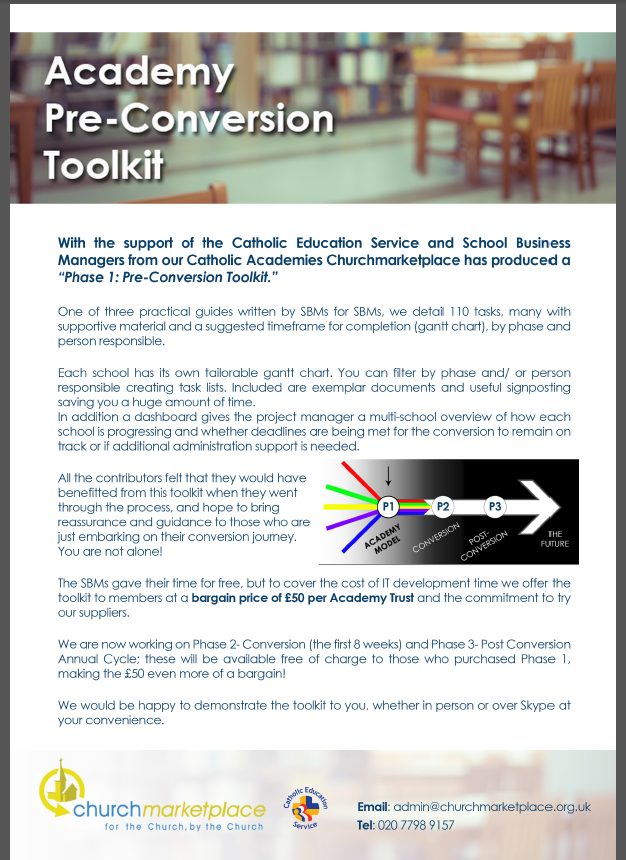 Academy
Pre-Conversion
Toolkit
With the support of the Catholic Education Service and School Business
Managers from our Catholic Academies Churchmarketplace has produced a
“Phase 1: Pre-Conversion Toolkit.”
One of three practical guides written by SBMs for SBMs, we detail 110 tasks, many with
supportive material and a suggested timeframe for completion (gantt chart), by phase and
person responsible.
Each school has its own tailorable gantt chart. You can filter by phase and/ or person
responsible creating task lists. Included are exemplar documents and useful signposting
saving you a huge amount of time.
In addition a dashboard gives the project manager a multi-school overview of how each
school is progressing and whether deadlines are being met for the conversion to remain on
track or if additional administration support is needed.
All the contributors felt that they would have
benefitted from this toolkit when they went
through the process, and hope to bring
reassurance and guidance to those who are
just embarking on their conversion journey.
You are not alone!
P1
P2
P3
ACADEMY
MODEL
CONVERSION
POST-
CONVERSION
THE
FUTURE
The SBMs gave their time for free, but to cover the cost of IT development time we offer the
toolkit to members at a bargain price of £50 per Academy Trust and the commitment to try
our suppliers.
We are now working on Phase 2- Conversion (the first 8 weeks) and Phase 3- Post Conversion
Annual Cycle; these will be available free of charge to those who purchased Phase 1,
making the £50 even more of a bargain!
We would be happy to demonstrate the toolkit to you, whether in person or over Skype at
your convenience.
churchmarketplace
for the Church, by the Church
Catholic Education
Service
Email: admin@churchmarketplace.org.uk
Tel: 020 7798 9157